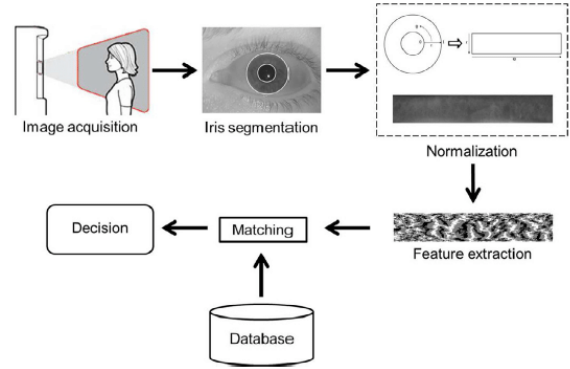 Image acquisition
Iris segmentation
Normalization
Decision
Matching
Feature extraction
Database